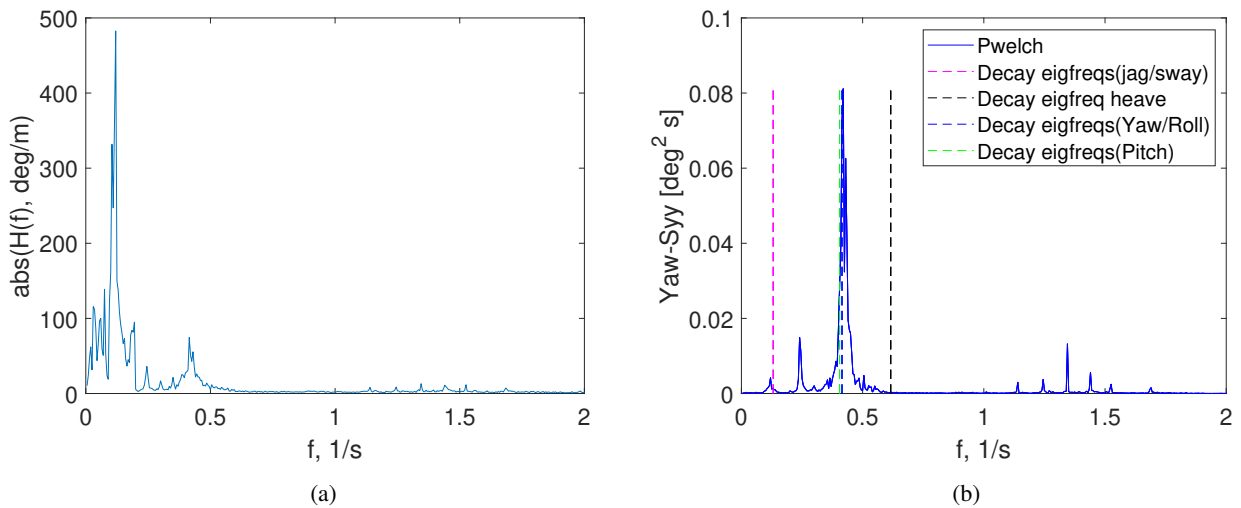 500
400
300
200
100
0
0
0.5
1
1.5
2
abs(H(f), deg/m)
f, 1/s
(a)
0.1
0.08
0.06
0.04
0.02
0
0
0.5
1
1.5
2
Yaw-Syy [deg² s]
f, 1/s
Pwelch
Decay eigfreqs(jag/sway)
Decay eigfreq heave
Decay eigfreqs(Yaw/Roll)
Decay eigfreqs(Pitch)
(b)